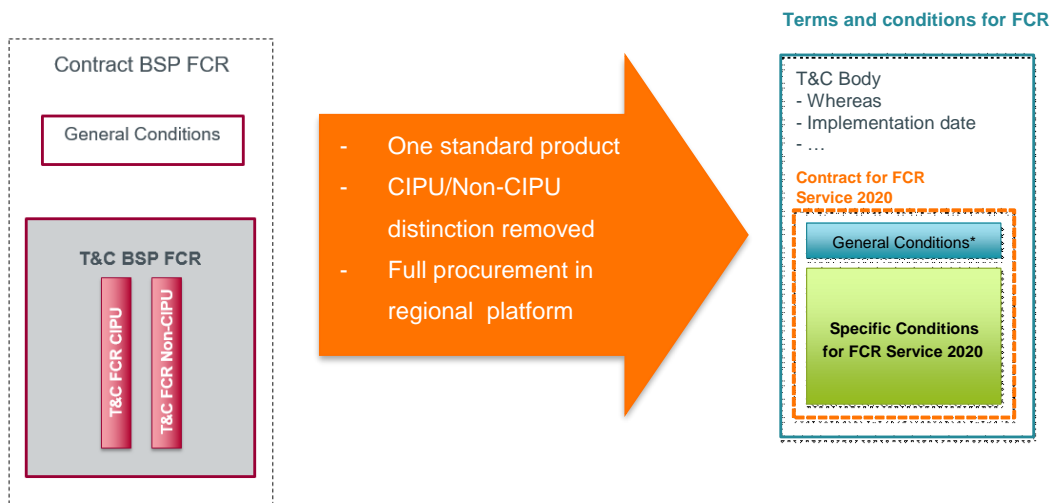 Contract BSP FCR
General Conditions
T&C BSP FCR
T&C FCR CIPU
T&C FCR Non-CIPU
- One standard product
- CIPU/Non-CIPU
distinction removed
- Full procurement in
regional platform
Terms and conditions for FCR
T&C Body
- Whereas
- Implementation date
- …
Contract for FCR
Service 2020
General Conditions*
Specific Conditions
for FCR Service 2020